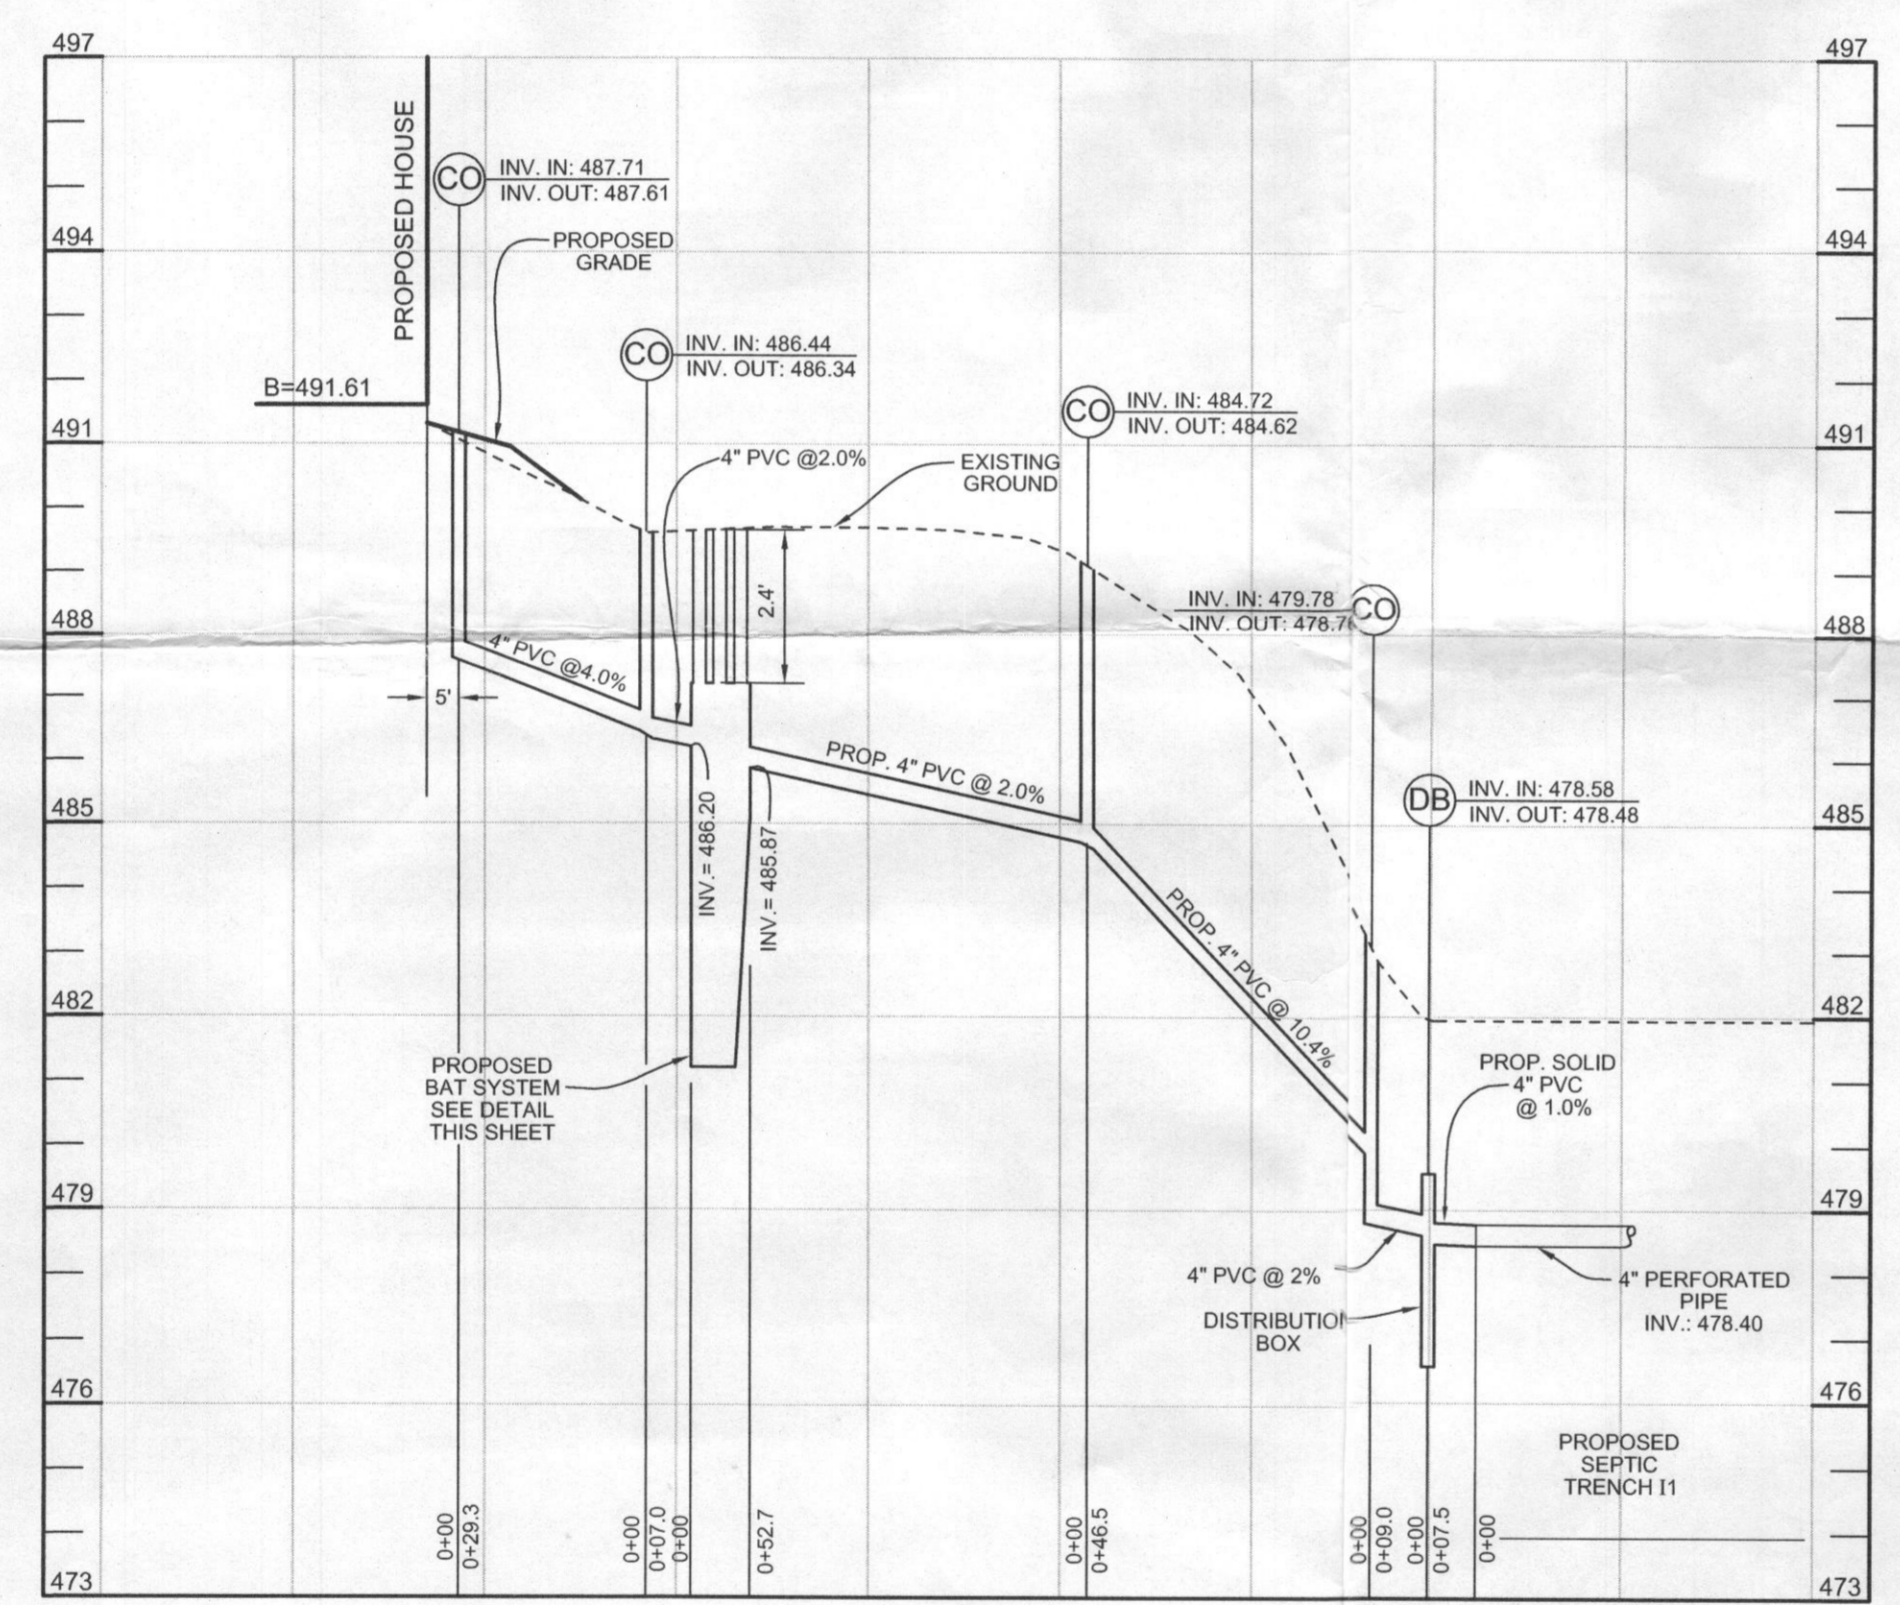 497
497
PROPOSED HOUSE
CO
INV. IN: 487.71
INV. OUT: 487.61
494
494
PROPOSED
GRADE
CO
INV. IN: 486.44
INV. OUT: 486.34
B=491.61
CO
INV. IN: 484.72
INV. OUT: 484.62
491
491
4" PVC @2.0%
EXISTING
GROUND
2.4'
INV. IN: 479.78
INV. OUT: 478.7
CO
488
488
4" PVC @4.0%
5'
PROP. 4" PVC @ 2.0%
INV.= 486.20
INV.= 485.87
DB
INV. IN: 478.58
INV. OUT: 478.48
485
485
PROP. 4" PVC @ 10.4%
482
482
PROPOSED
BAT SYSTEM
SEE DETAIL
THIS SHEET
PROP. SOLID
4" PVC
@ 1.0%
479
479
4" PVC @ 2%
4" PERFORATED
PIPE
INV.: 478.40
DISTRIBUTION
BOX
476
476
PROPOSED
SEPTIC
TRENCH I1
0+00
0+29.3
0+00
0+07.0
0+00
0+52.7
0+00
0+46.5
0+00
0+09.0
0+00
0+07.5
0+00
473
473